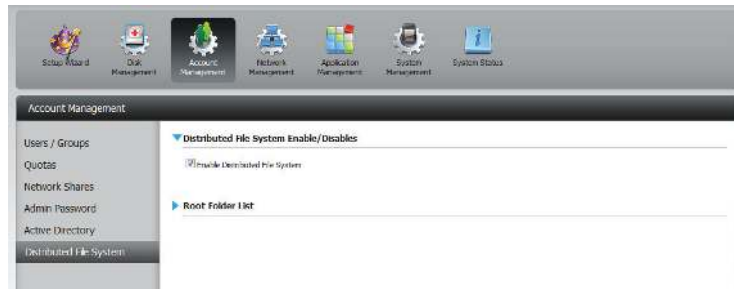 Setup Wizard
Disk
Management
Account
Management
Network
Management
Application
Management
System
Management
System Status
Account Management
Users / Groups
Quotas
Network Shares
Admin Password
Active Directory
Distributed File System
Distributed File System Enable/Disables
Enable Distributed File System
Root Folder List